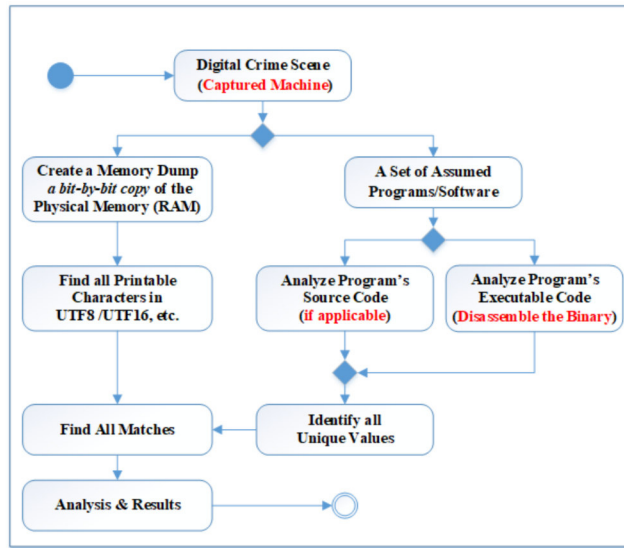 Digital Crime Scene
(Captured Machine)
Create a Memory Dump
a bit-by-bit copy of the
Physical Memory (RAM)
A Set of Assumed
Programs/Software
Find all Printable
Characters in
UTF8 /UTF16, etc.
Analyze Program's
Source Code
(if applicable)
Analyze Program's
Executable Code
(Disassemble the Binary)
Find All Matches
Identify all
Unique Values
Analysis & Results